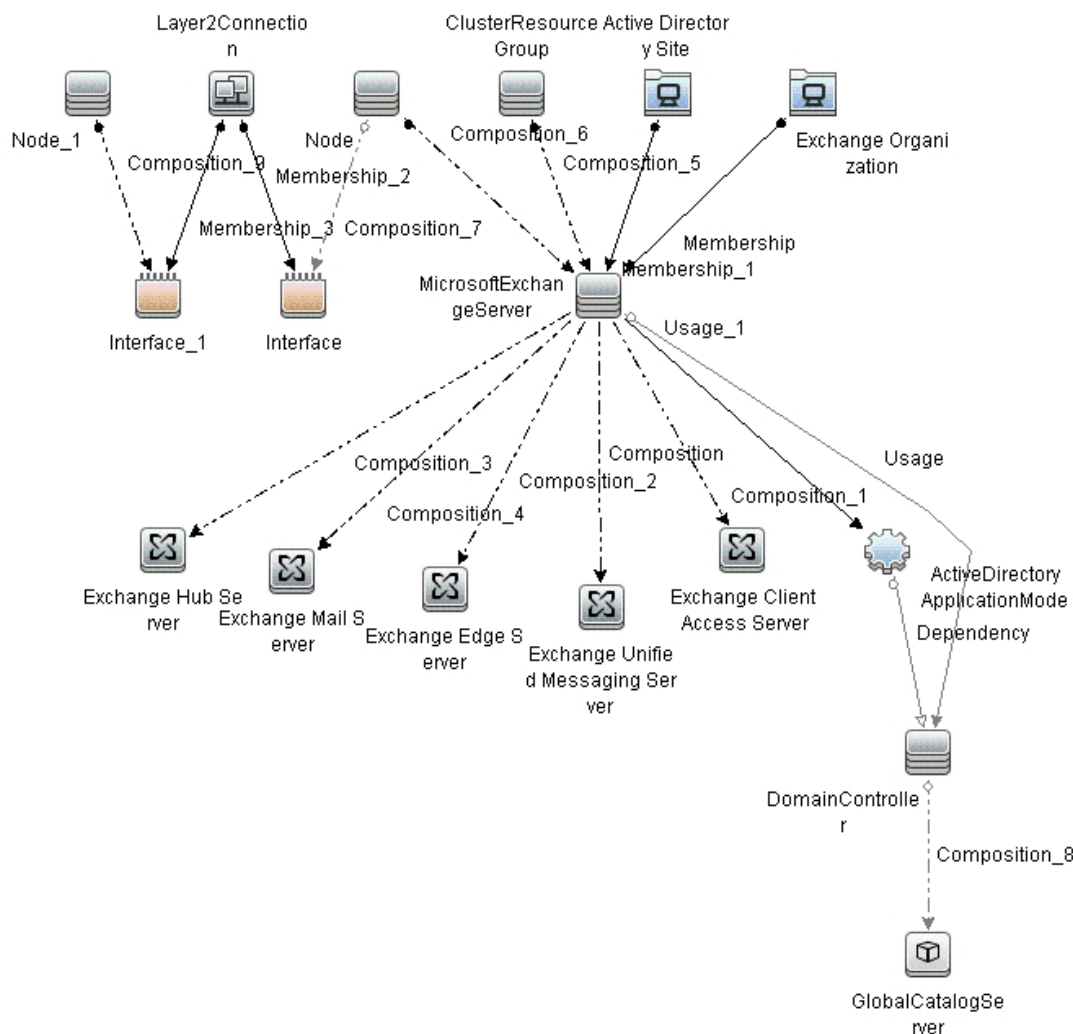 Layer2Connectio
n
ClusterResource
Group
Active Director
y Site
Node_1
Composition_9
Node
Composition_6
Exchange Organi
zation
Membership_2
Composition_5
Membership_3
Composition_7
Membership
Membership_1
Interface_1
Interface
MicrosoftExchan
geServer
Usage_1
Composition_3
Composition_2
Composition
Usage
Composition_4
Composition_1
Exchange Hub Se
rver
Exchange Mail S
erver
Exchange Edge S
erver
Exchange Unifie
d Messaging Ser
ver
Exchange Client
Access Server
ActiveDirectory
ApplicationMode
Dependency
DomainControlle
r
Composition_8
GlobalCatalogSe
rver